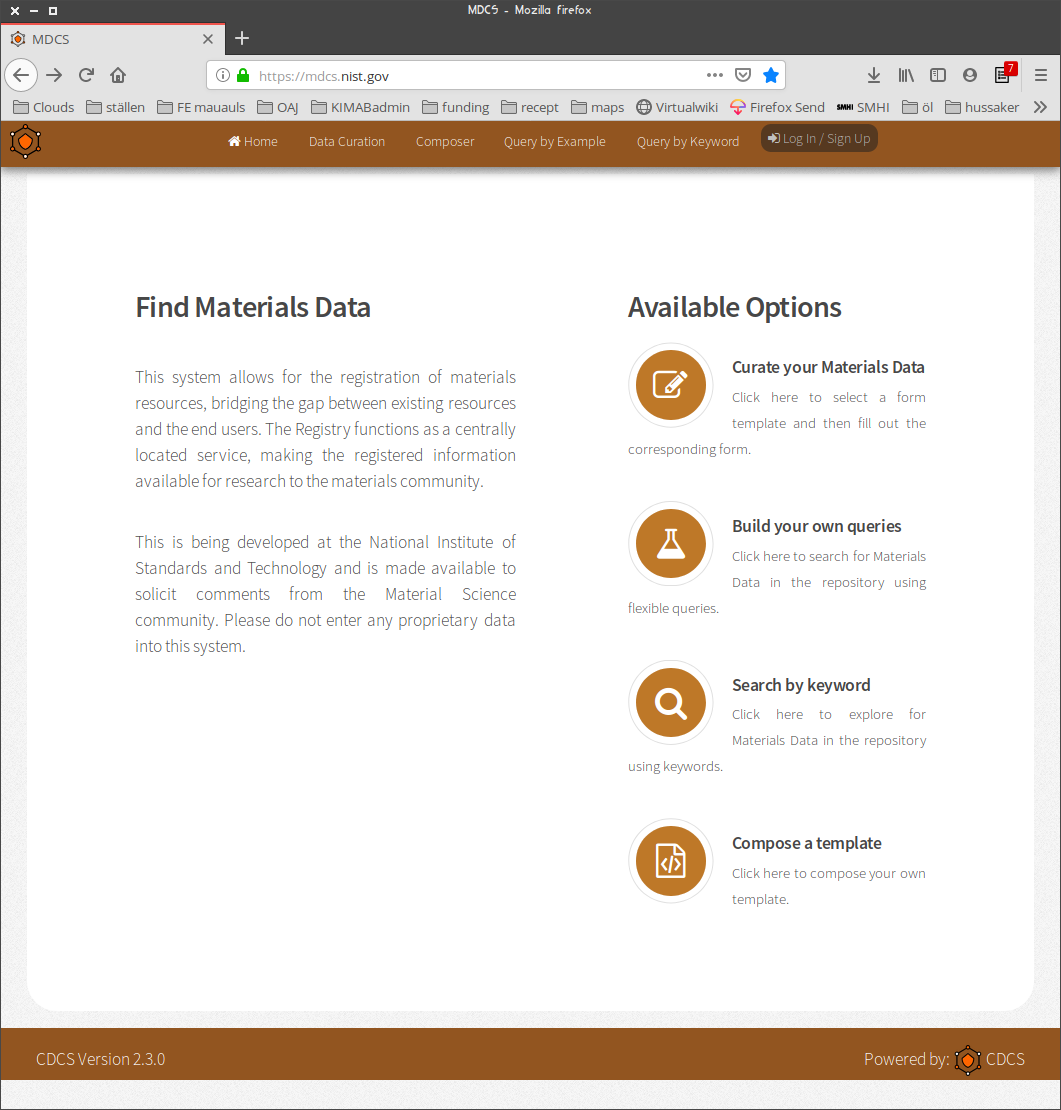 MDCS - Mozilla Firefox
MDCS
https://mdcs.nist.gov
7
Clouds ställen FE mauauls OAJ KIMABadmin funding recept maps Virtualwiki Firefox Send SMHI SMHI öl hussaker
Home Data Curation Composer Query by Example Query by Keyword Log In / Sign Up
Find Materials Data
This system allows for the registration of materials
resources, bridging the gap between existing resources
and the end users. The Registry functions as a centrally
located service, making the registered information
available for research to the materials community.
This is being developed at the National Institute of
Standards and Technology and is made available to
solicit comments from the Material Science
community. Please do not enter any proprietary data
into this system.
Available Options
Curate your Materials Data
Click here to select a form
template and then fill out the
corresponding form.
Build your own queries
Click here to search for Materials
Data in the repository using
flexible queries.
Search by keyword
Click here to explore for
Materials Data in the repository
using keywords.
Compose a template
Click here to compose your own
template.
CDCS Version 2.3.0
Powered by: CDCS